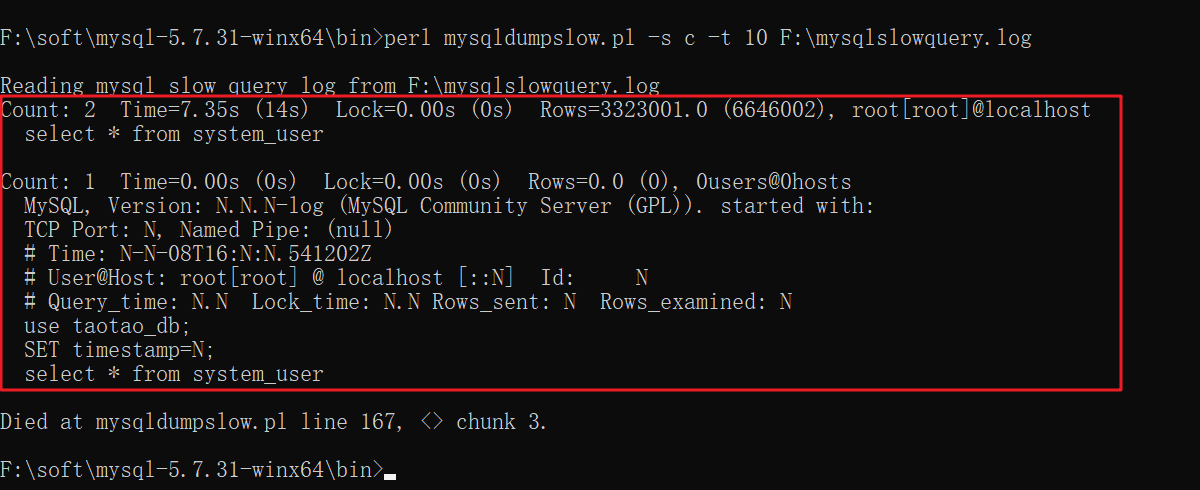 F:\soft\mysql-5.7.31-winx64\bin>perl mysqldumpslow.pl -s c -t 10 F:\mysqlslowquery.log
Reading mysql slow query log from F:\mysqlslowquery.log
Count: 2  Time=7.35s (14s)  Lock=0.00s (0s)  Rows=3323001.0 (6646002), root[root]@localhost
  select * from system_user
Count: 1  Time=0.00s (0s)  Lock=0.00s (0s)  Rows=0.0 (0), 0users@0hosts
  MySQL, Version: N.N.N-log (MySQL Community Server (GPL)). started with:
  TCP Port: N, Named Pipe: (null)
  # Time: N-N-08T16:N:N.541202Z
  # User@Host: root[root] @ localhost [::N]  Id:     N
  # Query_time: N.N  Lock_time: N.N Rows_sent: N  Rows_examined: N
  use taotao_db;
  SET timestamp=N;
  select * from system_user
Died at mysqldumpslow.pl line 167, <> chunk 3.
F:\soft\mysql-5.7.31-winx64\bin>